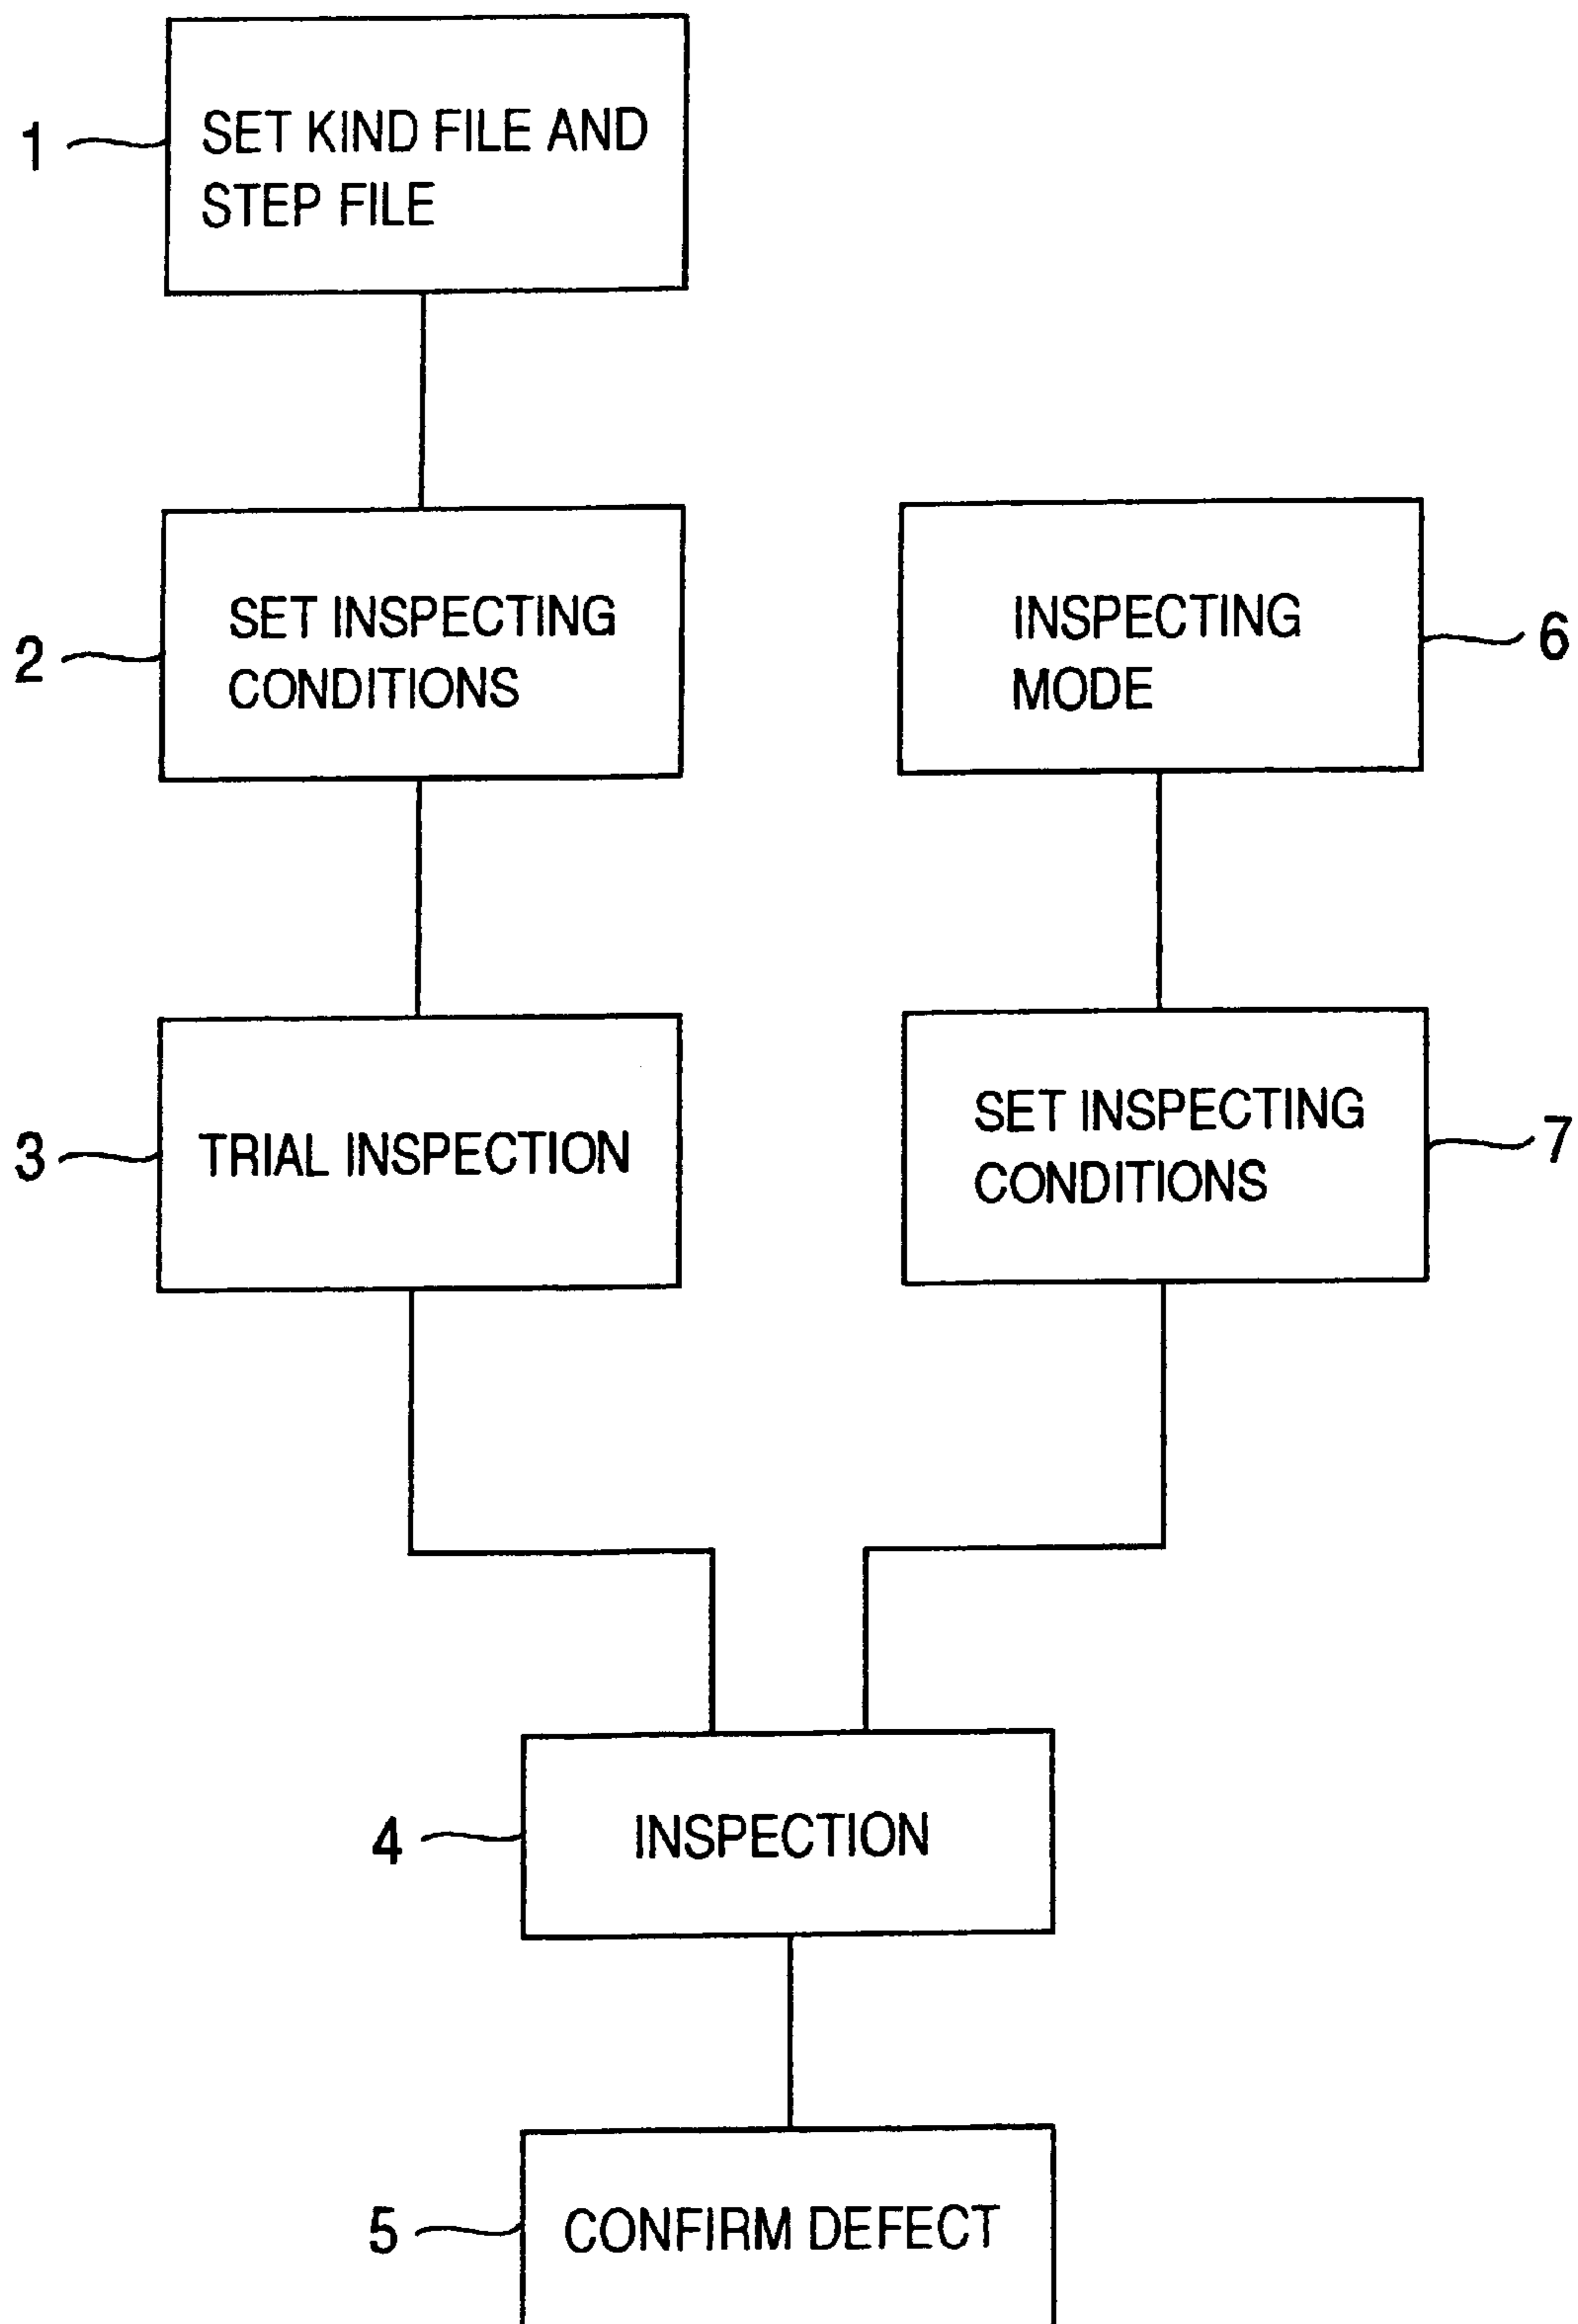 1
SET KIND FILE AND
STEP FILE
2
SET INSPECTING
CONDITIONS
INSPECTING
MODE
6
3
TRIAL INSPECTION
SET INSPECTING
CONDITIONS
7
4
INSPECTION
5
CONFIRM DEFECT